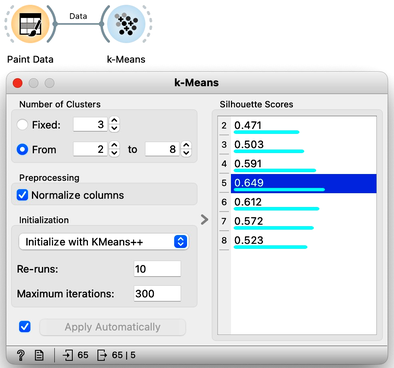 Data
Paint Data
k-Means
k-Means
Number of Clusters
Fixed: 3
From 2 to 8
Preprocessing
Normalize columns
Initialization
Initialize with KMeans++
Re-runs: 10
Maximum iterations: 300
Apply Automatically
Silhouette Scores
2 0.471
3 0.503
4 0.591
5 0.649
6 0.612
7 0.572
8 0.523
? 65 65 | 5